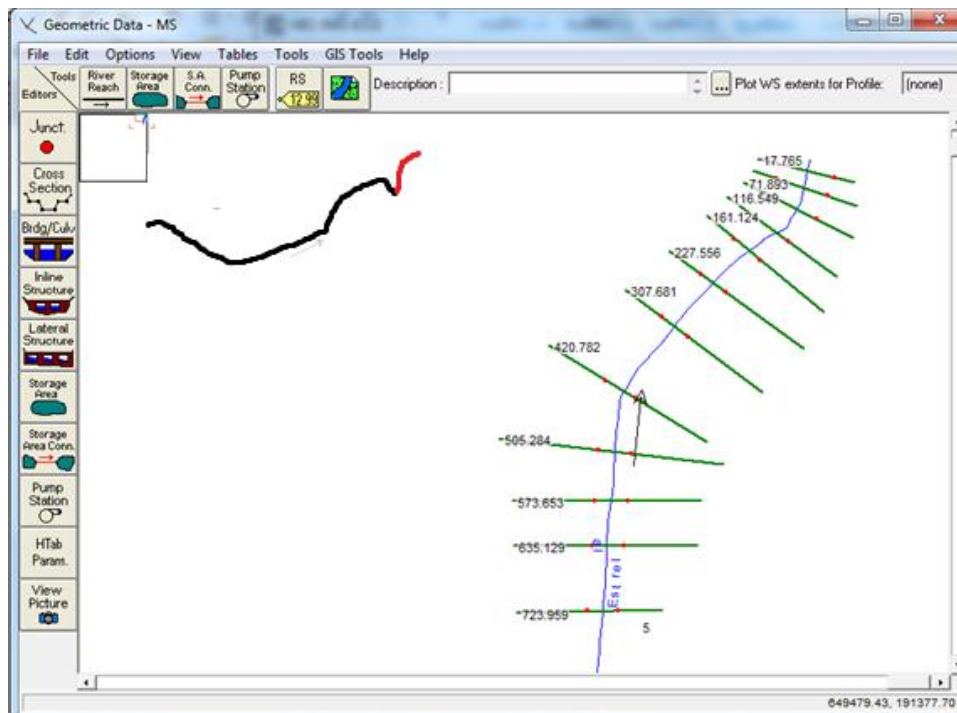 Geometric Data - MS
File Edit Options View Tables Tools GIS Tools Help
Tools
Editors
River
Reach
Storage
Area
S.A.
Conn.
Pump
Station
RS
12.99
Description :
...
Plot WS extents for Profile:
(none)
Junct.
Cross
Section
Brdg/Culv
Inline
Structure
Lateral
Structure
Storage
Area
Storage
Area Conn.
Pump
Station
HTab
Param.
View
Picture
17.765
71.893
116.549
161.124
227.556
307.681
420.782
505.284
573.653
635.129
723.959
Estrel
5
649479.43, 191377.70